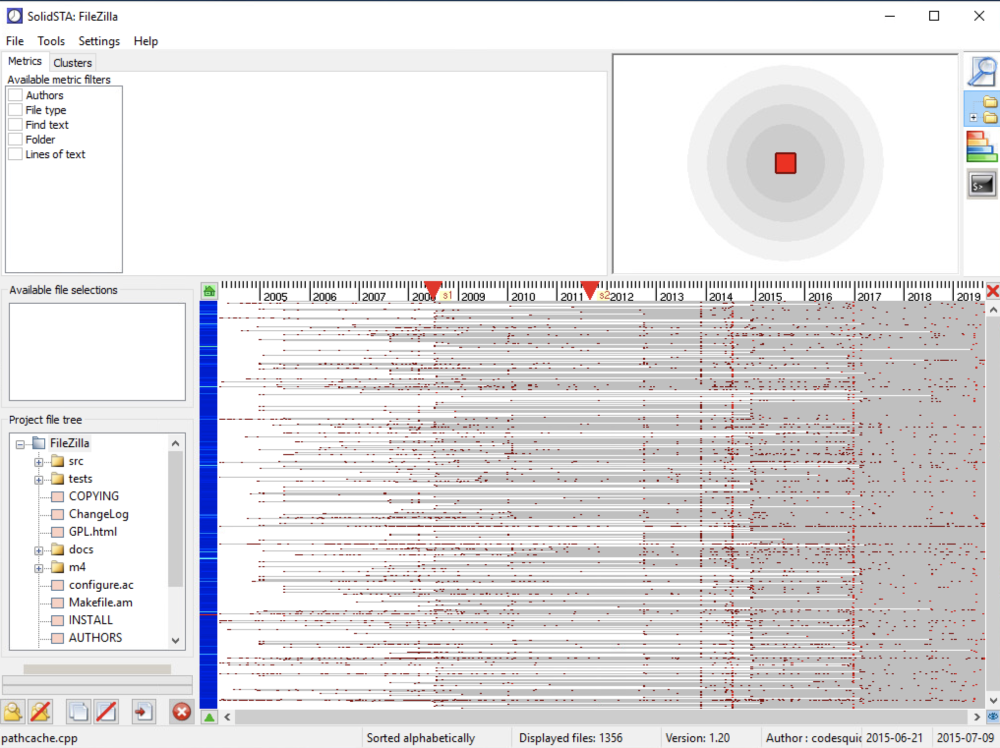 SolidSTA: FileZilla
File Tools Settings Help
Metrics Clusters
Available metric filters
Authors
File type
Find text
Folder
Lines of text
$>
Available file selections
s1 s2
2005 2006 2007 2008 2009 2010 2011 2012 2013 2014 2015 2016 2017 2018 2019
Project file tree
FileZilla
src
tests
COPYING
ChangeLog
GPL.html
docs
m4
configure.ac
Makefile.am
INSTALL
AUTHORS
pathcache.cpp Sorted alphabetically Displayed files: 1356 Version: 1.20 Author : codesqui 2015-06-21 2015-07-09